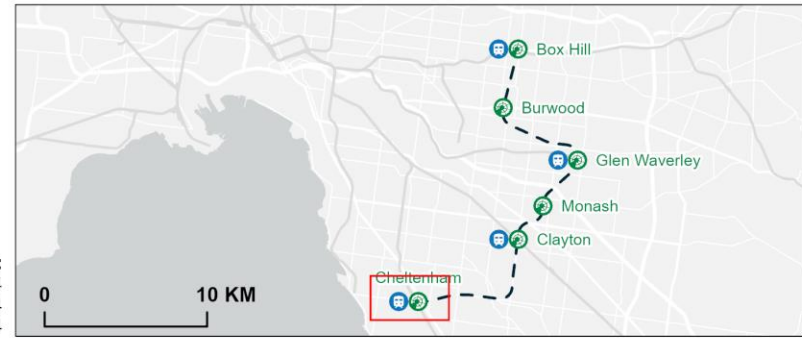 Box Hill
Burwood
Glen Waverley
Monash
Clayton
Cheltenham
0 10 KM